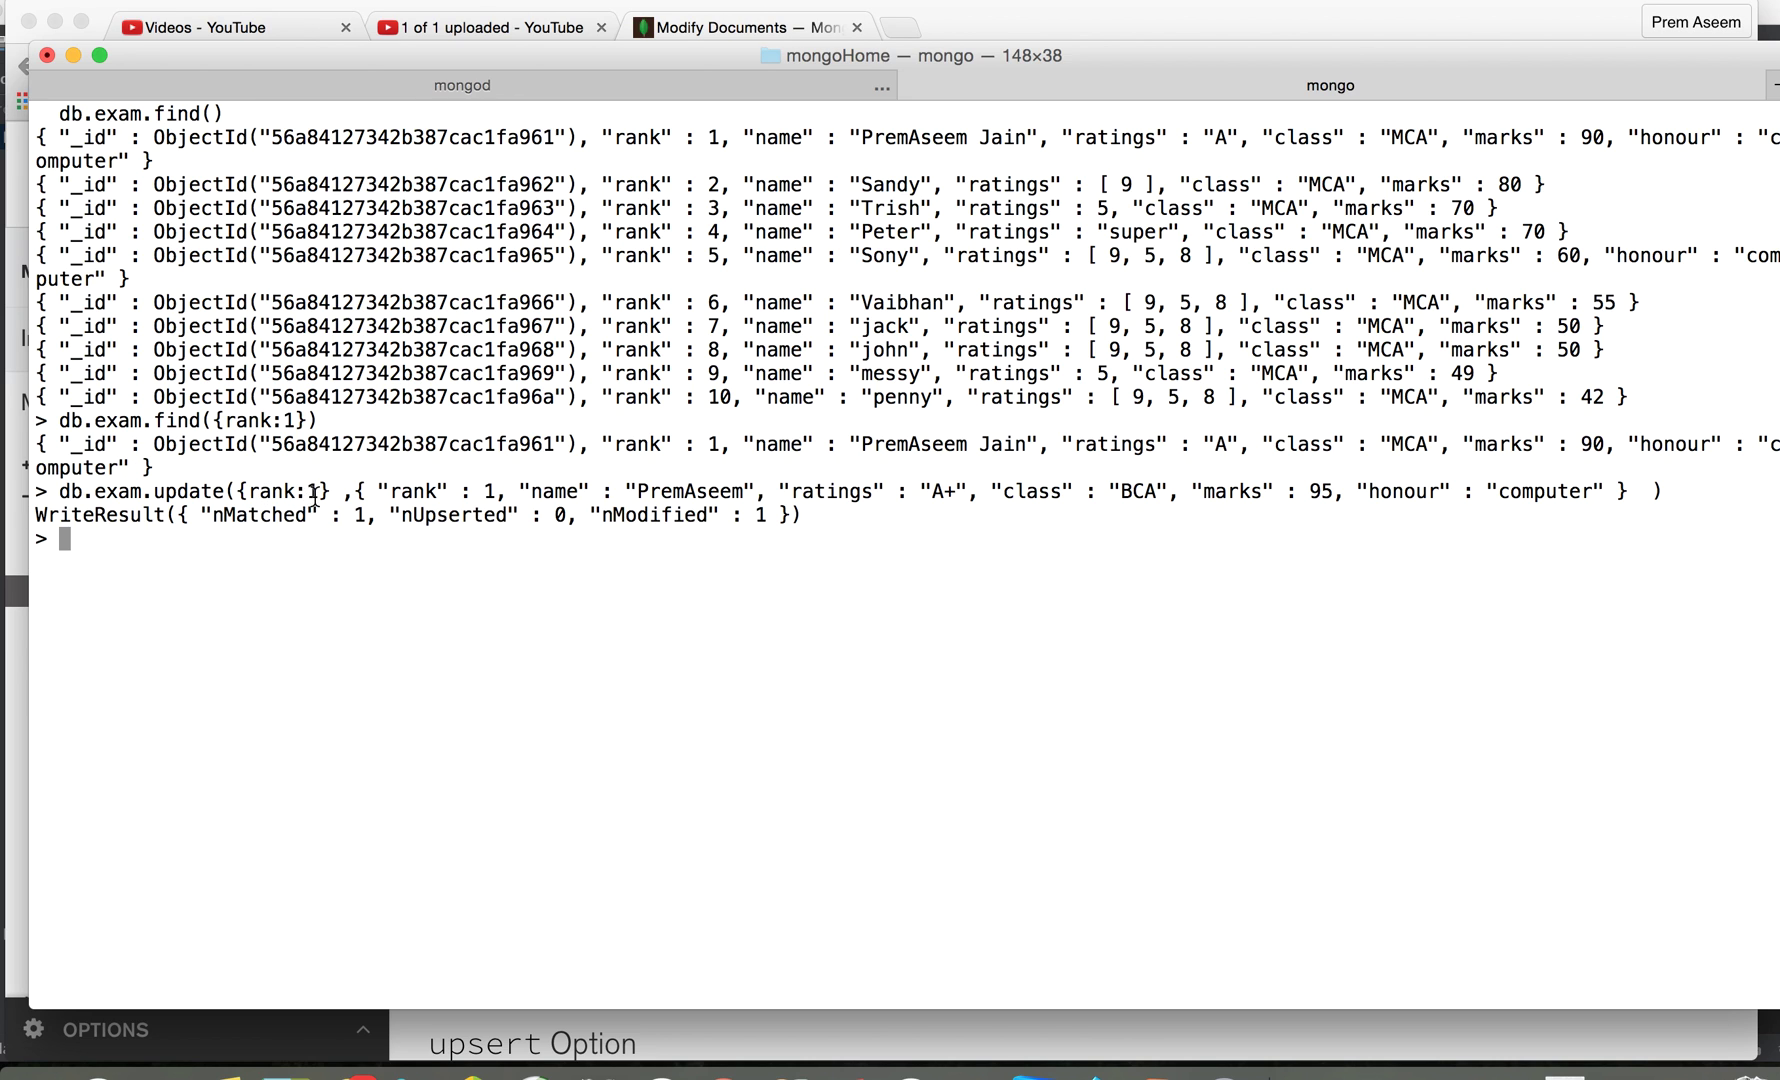 Videos - YouTube
1 of 1 uploaded - YouTube
Modify Documents — Mon
Prem Aseem
mongoHome — mongo — 148×38
mongod
...
mongo
db.exam.find()
{ "_id" : ObjectId("56a84127342b387cac1fa961"), "rank" : 1, "name" : "PremAseem Jain", "ratings" : "A", "class" : "MCA", "marks" : 90, "honour" : "c
omputer" }
{ "_id" : ObjectId("56a84127342b387cac1fa962"), "rank" : 2, "name" : "Sandy", "ratings" : [ 9 ], "class" : "MCA", "marks" : 80 }
{ "_id" : ObjectId("56a84127342b387cac1fa963"), "rank" : 3, "name" : "Trish", "ratings" : 5, "class" : "MCA", "marks" : 70 }
{ "_id" : ObjectId("56a84127342b387cac1fa964"), "rank" : 4, "name" : "Peter", "ratings" : "super", "class" : "MCA", "marks" : 70 }
{ "_id" : ObjectId("56a84127342b387cac1fa965"), "rank" : 5, "name" : "Sony", "ratings" : [ 9, 5, 8 ], "class" : "MCA", "marks" : 60, "honour" : "com
puter" }
{ "_id" : ObjectId("56a84127342b387cac1fa966"), "rank" : 6, "name" : "Vaibhan", "ratings" : [ 9, 5, 8 ], "class" : "MCA", "marks" : 55 }
{ "_id" : ObjectId("56a84127342b387cac1fa967"), "rank" : 7, "name" : "jack", "ratings" : [ 9, 5, 8 ], "class" : "MCA", "marks" : 50 }
{ "_id" : ObjectId("56a84127342b387cac1fa968"), "rank" : 8, "name" : "john", "ratings" : [ 9, 5, 8 ], "class" : "MCA", "marks" : 50 }
{ "_id" : ObjectId("56a84127342b387cac1fa969"), "rank" : 9, "name" : "messy", "ratings" : 5, "class" : "MCA", "marks" : 49 }
{ "_id" : ObjectId("56a84127342b387cac1fa96a"), "rank" : 10, "name" : "penny", "ratings" : [ 9, 5, 8 ], "class" : "MCA", "marks" : 42 }
> db.exam.find({rank:1})
{ "_id" : ObjectId("56a84127342b387cac1fa961"), "rank" : 1, "name" : "PremAseem Jain", "ratings" : "A", "class" : "MCA", "marks" : 90, "honour" : "c
omputer" }
> db.exam.update({rank:1} ,{ "rank" : 1, "name" : "PremAseem", "ratings" : "A+", "class" : "BCA", "marks" : 95, "honour" : "computer" }  )
WriteResult({ "nMatched" : 1, "nUpserted" : 0, "nModified" : 1 })
>
OPTIONS
upsert Option